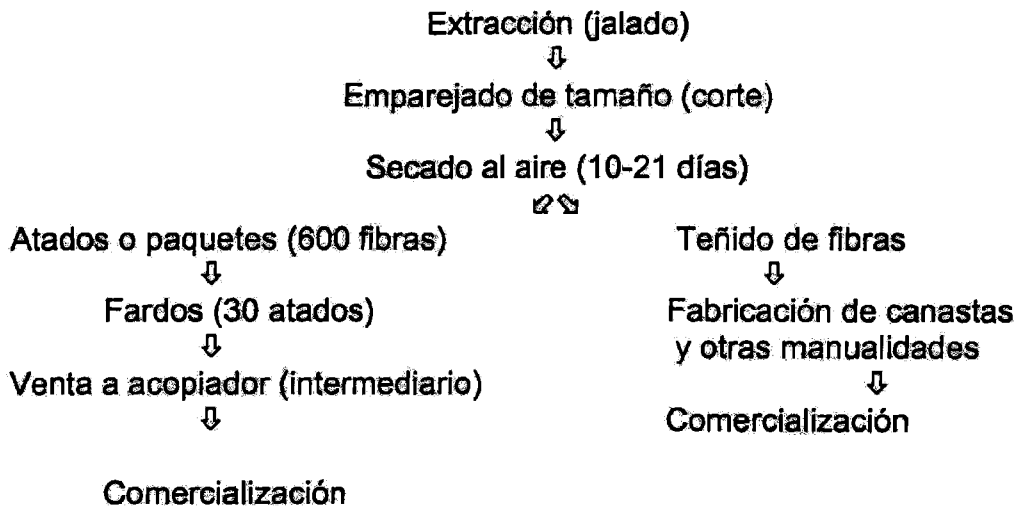 Extracción (jalado)
⇩
Emparejado de tamaño (corte)
⇩
Secado al aire (10-21 días)
⬃⬂
Atados o paquetes (600 fibras)
⇩
Fardos (30 atados)
⇩
Venta a acopiador (intermediario)
⇩
Comercialización
Teñido de fibras
⇩
Fabricación de canastas
y otras manualidades
⇩
Comercialización